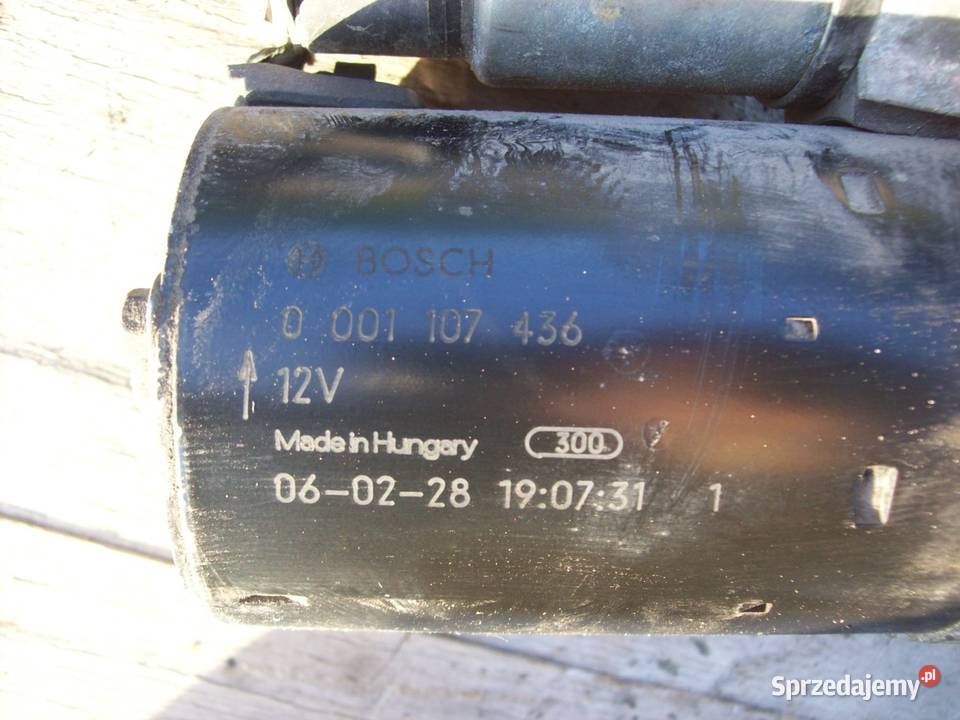 BOSCH
0 001 107 436
12V
Made in Hungary 300
06-02-28 19:07:31 1
Sprzedajemy.pl